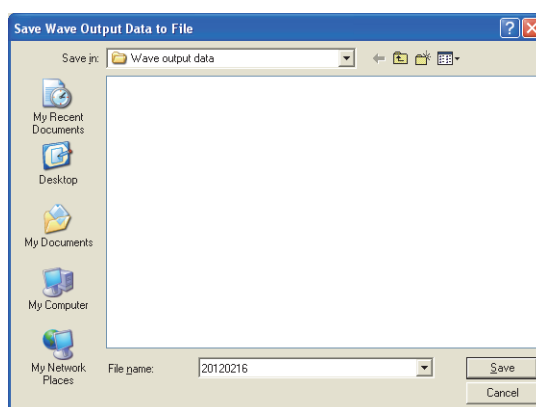 Save Wave Output Data to File
Save in: Wave output data
My Recent
Documents
Desktop
My Documents
My Computer
My Network
Places
File name: 20120216 Save
Cancel